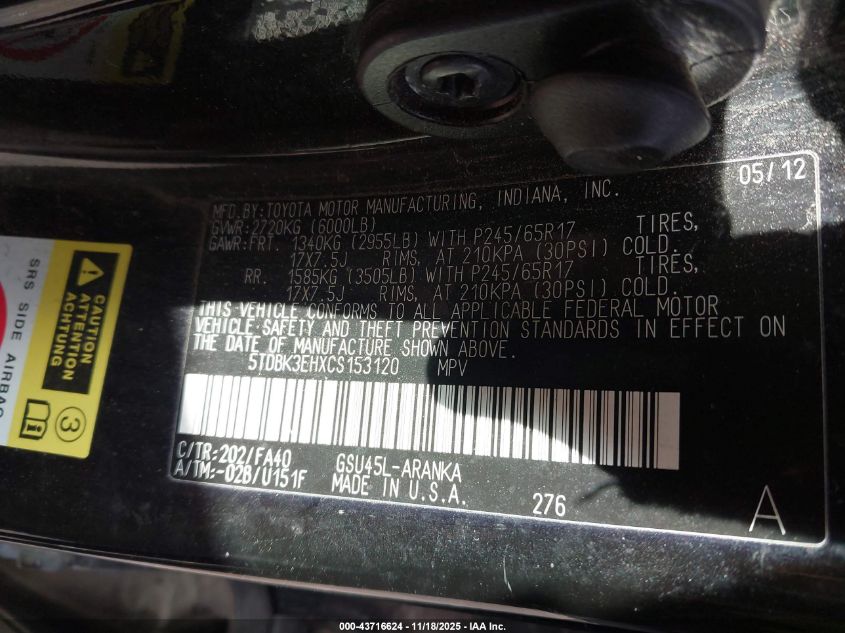 05/12
MFD.BY:TOYOTA MOTOR MANUFACTURING, INDIANA, INC.
GVWR:2720KG (6000LB)
GAWR:FRT. 1340KG (2955LB) WITH P245/65R17 TIRES,
17X7.5J RIMS, AT 210KPA (30PSI) COLD.
RR. 1585KG (3505LB) WITH P245/65R17 TIRES,
17X7.5J RIMS, AT 210KPA (30PSI) COLD.
THIS VEHICLE CONFORMS TO ALL APPLICABLE FEDERAL MOTOR
VEHICLE SAFETY AND THEFT PREVENTION STANDARDS IN EFFECT ON
THE DATE OF MANUFACTURE SHOWN ABOVE.
5TDBK3EHXCS153120 MPV
C/TR:202/FA40 GSU45L-ARANKA
A/TM:-02B/U151F MADE IN U.S.A.
276
A
SRS SIDE AIRBAG
CAUTION
ATTENTION
ACHTUNG
3
000-43716624 - 11/18/2025 - IAA Inc.